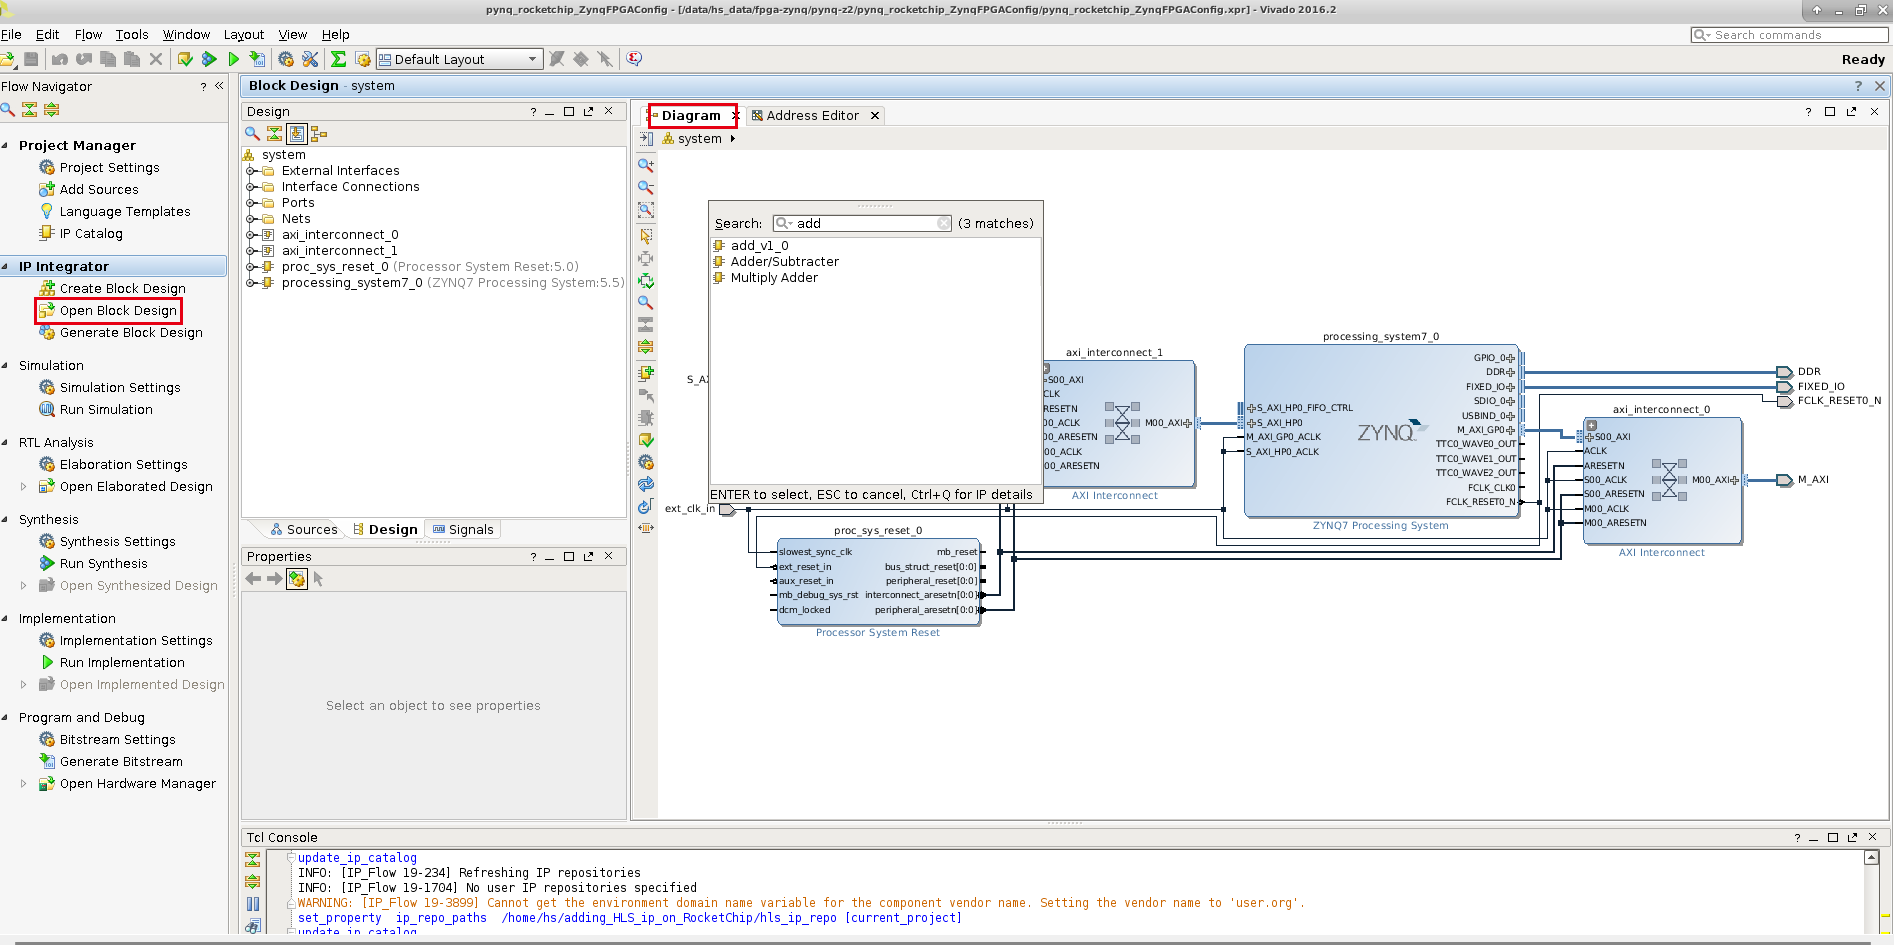 pynq_rocketchip_ZynqFPGAConfig - [/data/hs_data/fpga-zynq/pynq-z2/pynq_rocketchip_ZynqFPGAConfig/pynq_rocketchip_ZynqFPGAConfig.xpr] - Vivado 2016.2
File Edit Flow Tools Window Layout View Help
Search commands
Default Layout
Ready
Flow Navigator
Project Manager
Project Settings
Add Sources
Language Templates
IP Catalog
IP Integrator
Create Block Design
Open Block Design
Generate Block Design
Simulation
Simulation Settings
Run Simulation
RTL Analysis
Elaboration Settings
Open Elaborated Design
Synthesis
Synthesis Settings
Run Synthesis
Open Synthesized Design
Implementation
Implementation Settings
Run Implementation
Open Implemented Design
Program and Debug
Bitstream Settings
Generate Bitstream
Open Hardware Manager
Block Design - system
Design
system
External Interfaces
Interface Connections
Ports
Nets
axi_interconnect_0
axi_interconnect_1
proc_sys_reset_0 (Processor System Reset:5.0)
processing_system7_0 (ZYNQ7 Processing System:5.5)
Sources Design Signals
Properties
Select an object to see properties
Diagram Address Editor
system
Search: add (3 matches)
add_v1_0
Adder/Subtracter
Multiply Adder
ENTER to select, ESC to cancel, Ctrl+Q for IP details
S_AX
ext_clk_in
axi_interconnect_1
S00_AXI
CLK
RESETN
00_ACLK
00_ARESETN
00_ACLK
00_ARESETN
M00_AXI
AXI Interconnect
proc_sys_reset_0
slowest_sync_clk
ext_reset_in
aux_reset_in
mb_debug_sys_rst
dcm_locked
mb_reset
bus_struct_reset[0:0]
peripheral_reset[0:0]
interconnect_aresetn[0:0]
peripheral_aresetn[0:0]
Processor System Reset
processing_system7_0
S_AXI_HP0_FIFO_CTRL
S_AXI_HP0
M_AXI_GP0_ACLK
S_AXI_HP0_ACLK
ZYNQ
GPIO_0
DDR
FIXED_IO
SDIO_0
USBIND_0
M_AXI_GP0
TTC0_WAVE0_OUT
TTC0_WAVE1_OUT
TTC0_WAVE2_OUT
FCLK_CLK0
FCLK_RESET0_N
ZYNQ7 Processing System
axi_interconnect_0
S00_AXI
ACLK
ARESETN
S00_ACLK
S00_ARESETN
M00_ACLK
M00_ARESETN
M00_AXI
AXI Interconnect
DDR
FIXED_IO
FCLK_RESET0_N
M_AXI
Tcl Console
update_ip_catalog
INFO: [IP_Flow 19-234] Refreshing IP repositories
INFO: [IP_Flow 19-1704] No user IP repositories specified
WARNING: [IP_Flow 19-3899] Cannot get the environment domain name variable for the component vendor name. Setting the vendor name to 'user.org'.
set_property ip_repo_paths /home/hs/adding_HLS_ip_on_RocketChip/hls_ip_repo [current_project]
update_ip_catalog